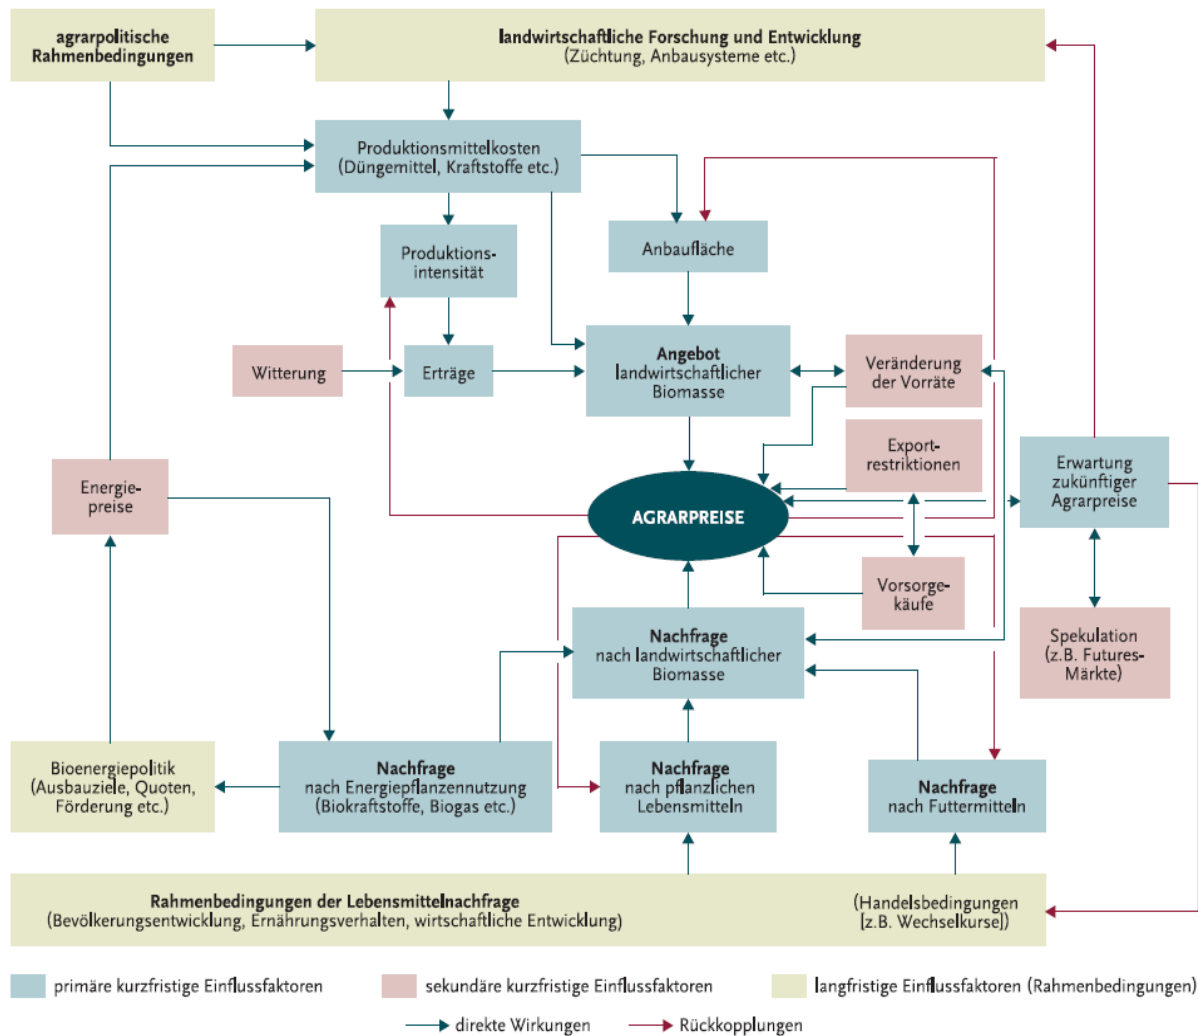 agrarpolitische
Rahmenbedingungen
landwirtschaftliche Forschung und Entwicklung
(Züchtung, Anbausysteme etc.)
Produktionsmittelkosten
(Düngemittel, Kraftstoffe etc.)
Produktions-
intensität
Anbaufläche
Witterung
Erträge
Angebot
landwirtschaftlicher
Biomasse
Veränderung
der Vorräte
Export-
restriktionen
Energie-
preise
AGRARPREISE
Erwartung
zukünftiger
Agrarpreise
Vorsorge-
käufe
Nachfrage
nach landwirtschaftlicher
Biomasse
Spekulation
(z.B. Futures-
Märkte)
Bioenergiepolitik
(Ausbauziele, Quoten,
Förderung etc.)
Nachfrage
nach Energiepflanzennutzung
(Biokraftstoffe, Biogas etc.)
Nachfrage
nach pflanzlichen
Lebensmitteln
Nachfrage
nach Futtermitteln
Rahmenbedingungen der Lebensmittelnachfrage
(Bevölkerungsentwicklung, Ernährungsverhalten, wirtschaftliche Entwicklung)
(Handelsbedingungen
[z.B. Wechselkurse])
primäre kurzfristige Einflussfaktoren
sekundäre kurzfristige Einflussfaktoren
langfristige Einflussfaktoren (Rahmenbedingungen)
direkte Wirkungen
Rückkopplungen